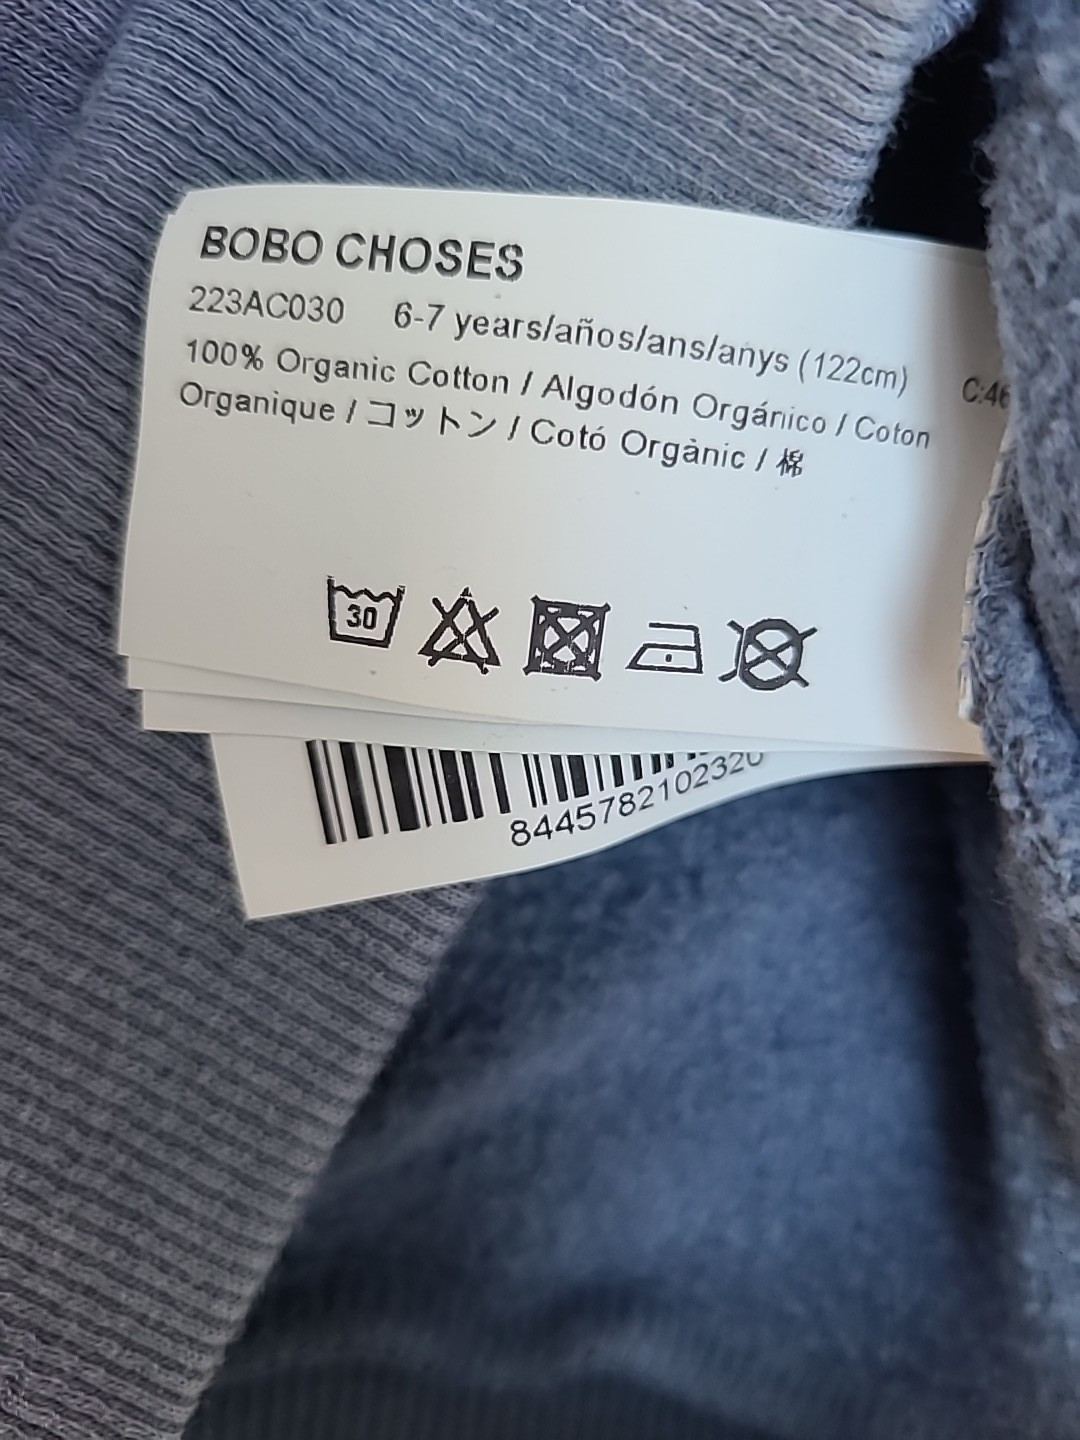 BOBO CHOSES
223AC030 6-7 years/años/ans/anys (122cm) C:46
100% Organic Cotton / Algodón Orgánico / Coton
Organique / コットン / Cotó Orgànic / 棉
30
8445782102320